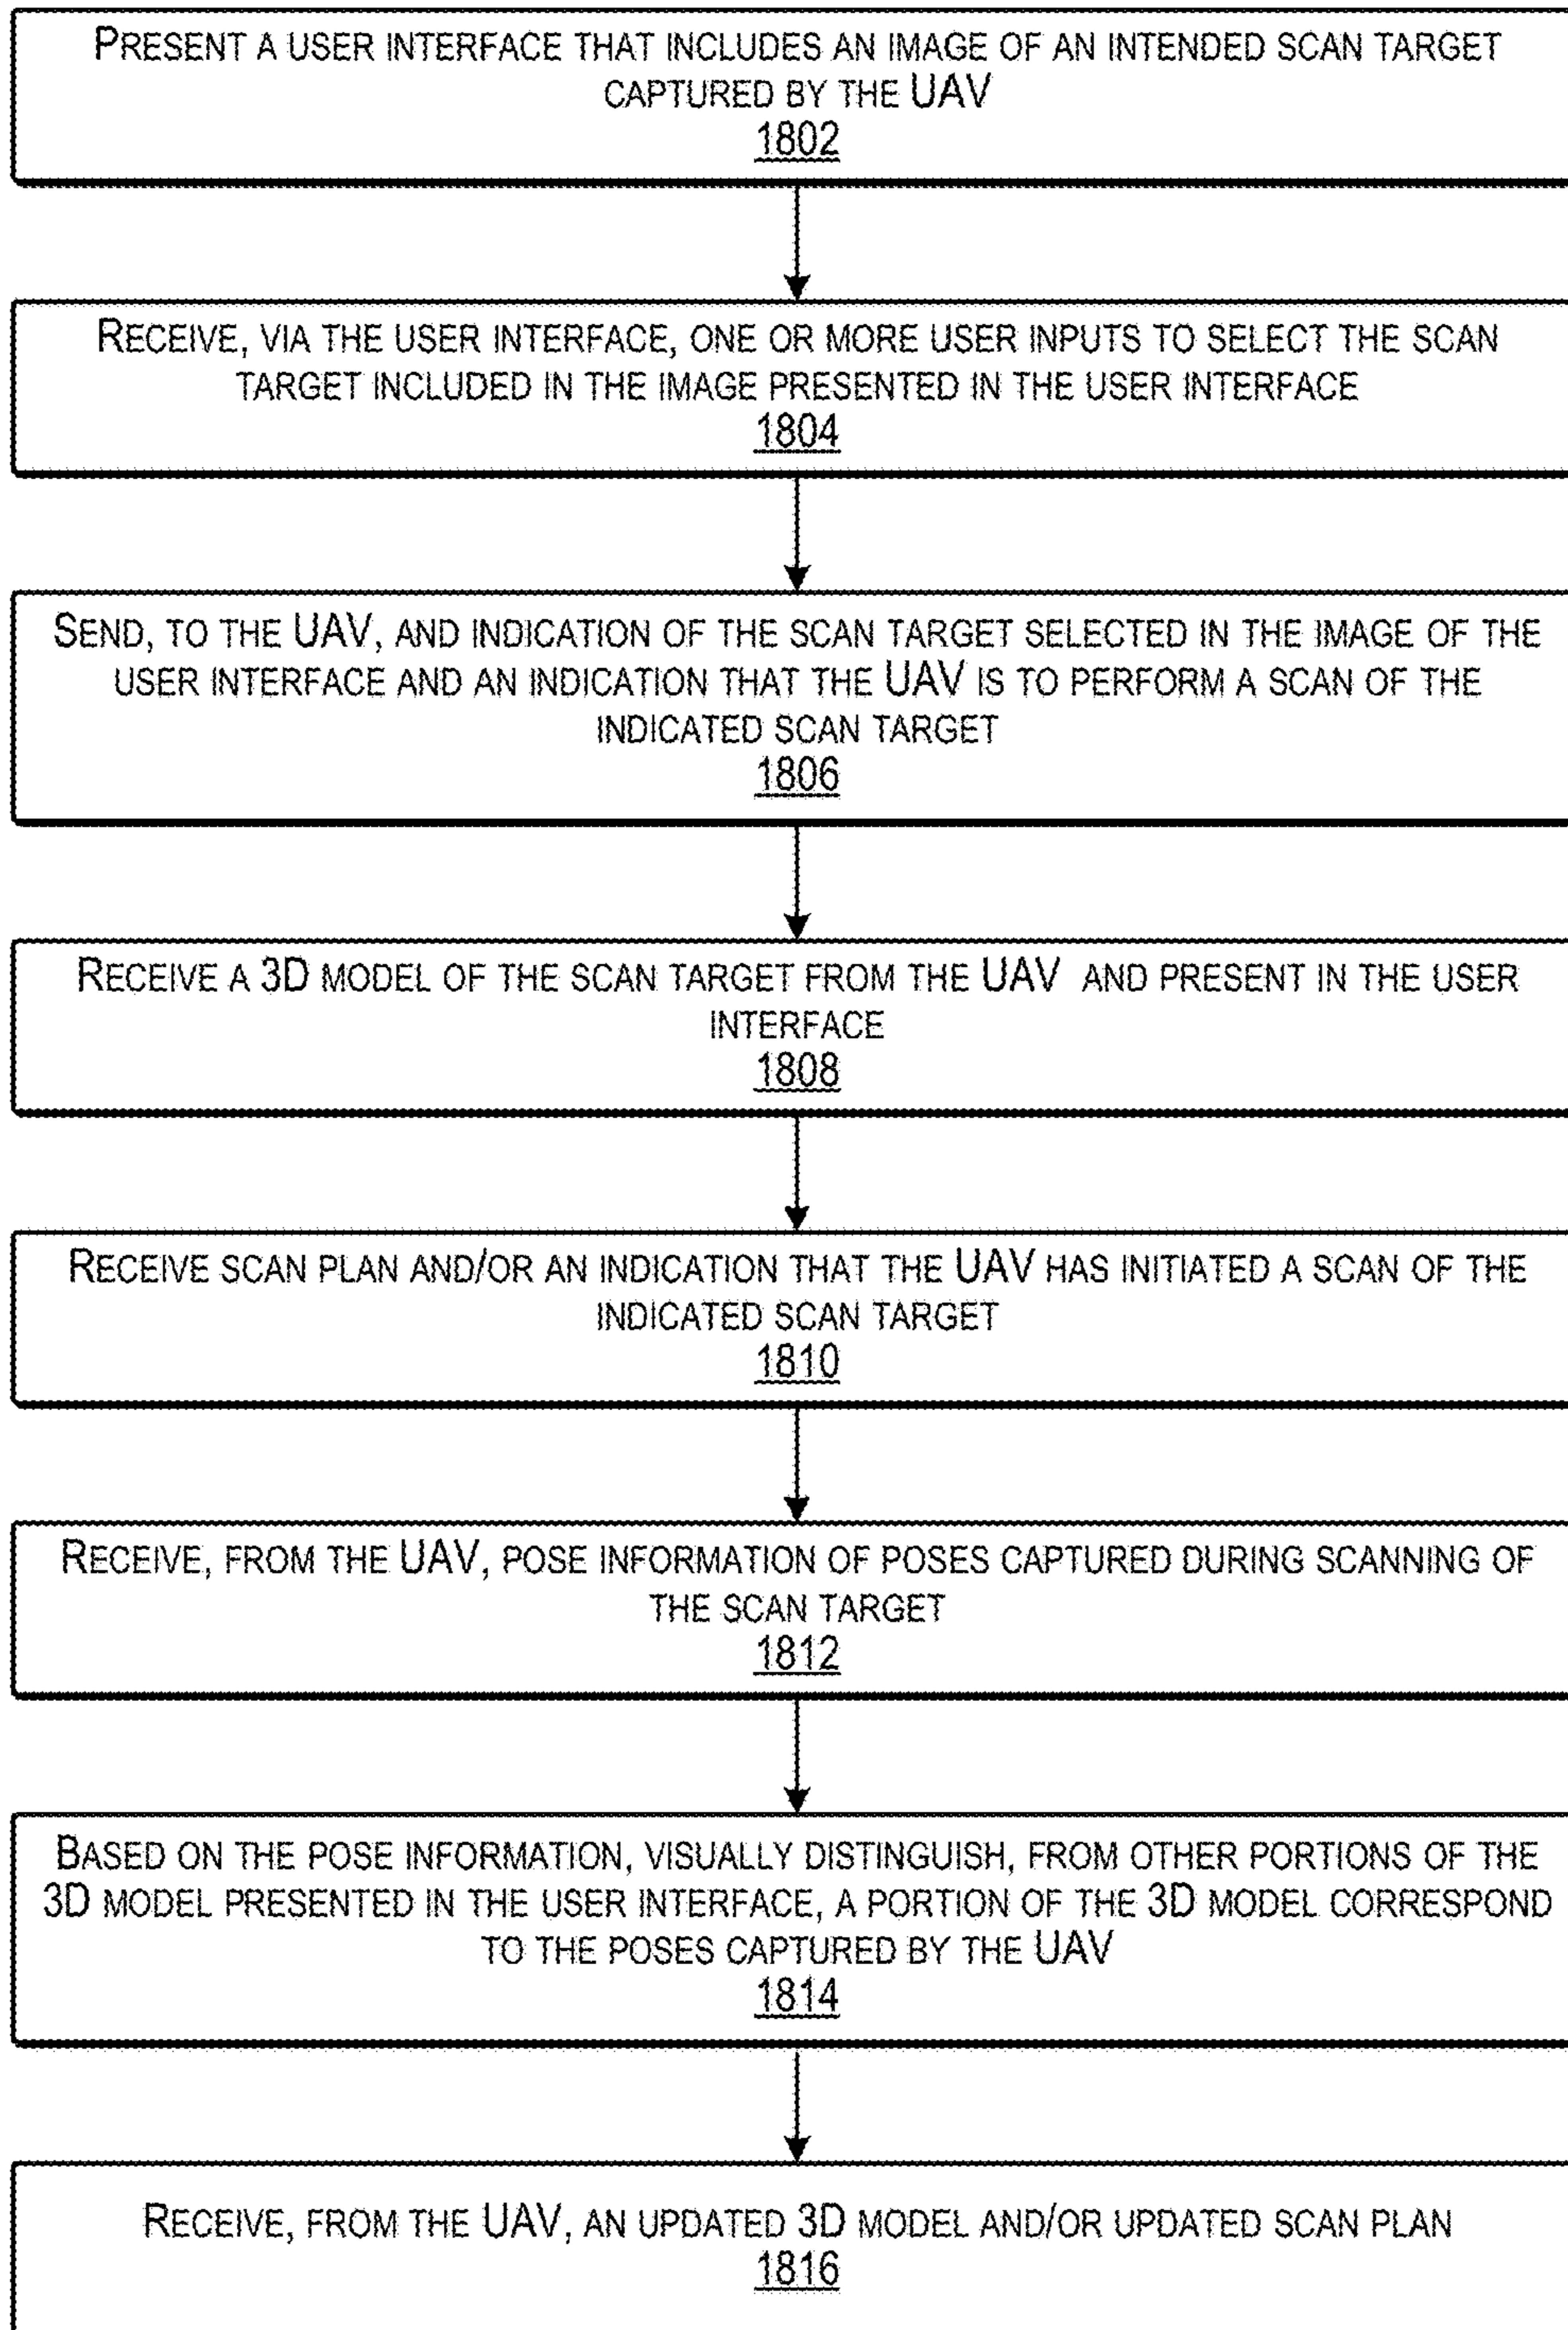 PRESENT A USER INTERFACE THAT INCLUDES AN IMAGE OF AN INTENDED SCAN TARGET
CAPTURED BY THE UAV
1802
RECEIVE, VIA THE USER INTERFACE, ONE OR MORE USER INPUTS TO SELECT THE SCAN
TARGET INCLUDED IN THE IMAGE PRESENTED IN THE USER INTERFACE
1804
SEND, TO THE UAV, AND INDICATION OF THE SCAN TARGET SELECTED IN THE IMAGE OF THE
USER INTERFACE AND AN INDICATION THAT THE UAV IS TO PERFORM A SCAN OF THE
INDICATED SCAN TARGET
1806
RECEIVE A 3D MODEL OF THE SCAN TARGET FROM THE UAV AND PRESENT IN THE USER
INTERFACE
1808
RECEIVE SCAN PLAN AND/OR AN INDICATION THAT THE UAV HAS INITIATED A SCAN OF THE
INDICATED SCAN TARGET
1810
RECEIVE, FROM THE UAV, POSE INFORMATION OF POSES CAPTURED DURING SCANNING OF
THE SCAN TARGET
1812
BASED ON THE POSE INFORMATION, VISUALLY DISTINGUISH, FROM OTHER PORTIONS OF THE
3D MODEL PRESENTED IN THE USER INTERFACE, A PORTION OF THE 3D MODEL CORRESPOND
TO THE POSES CAPTURED BY THE UAV
1814
RECEIVE, FROM THE UAV, AN UPDATED 3D MODEL AND/OR UPDATED SCAN PLAN
1816